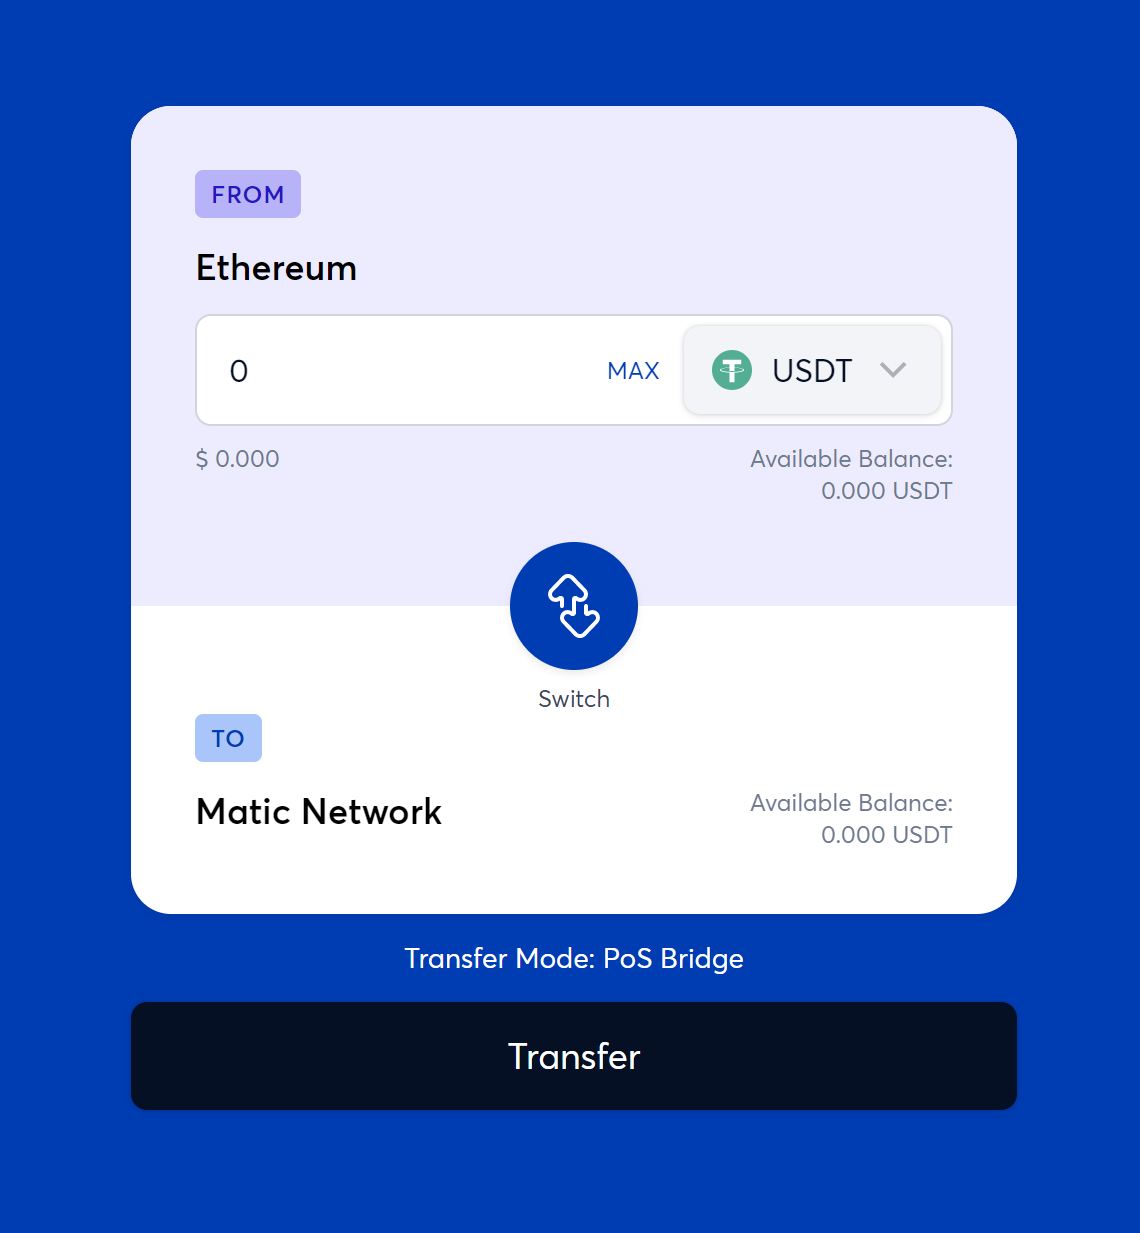 FROM
Ethereum
0 MAX USDT
$ 0.000 Available Balance:
0.000 USDT
Switch
TO
Matic Network Available Balance:
0.000 USDT
Transfer Mode: PoS Bridge
Transfer